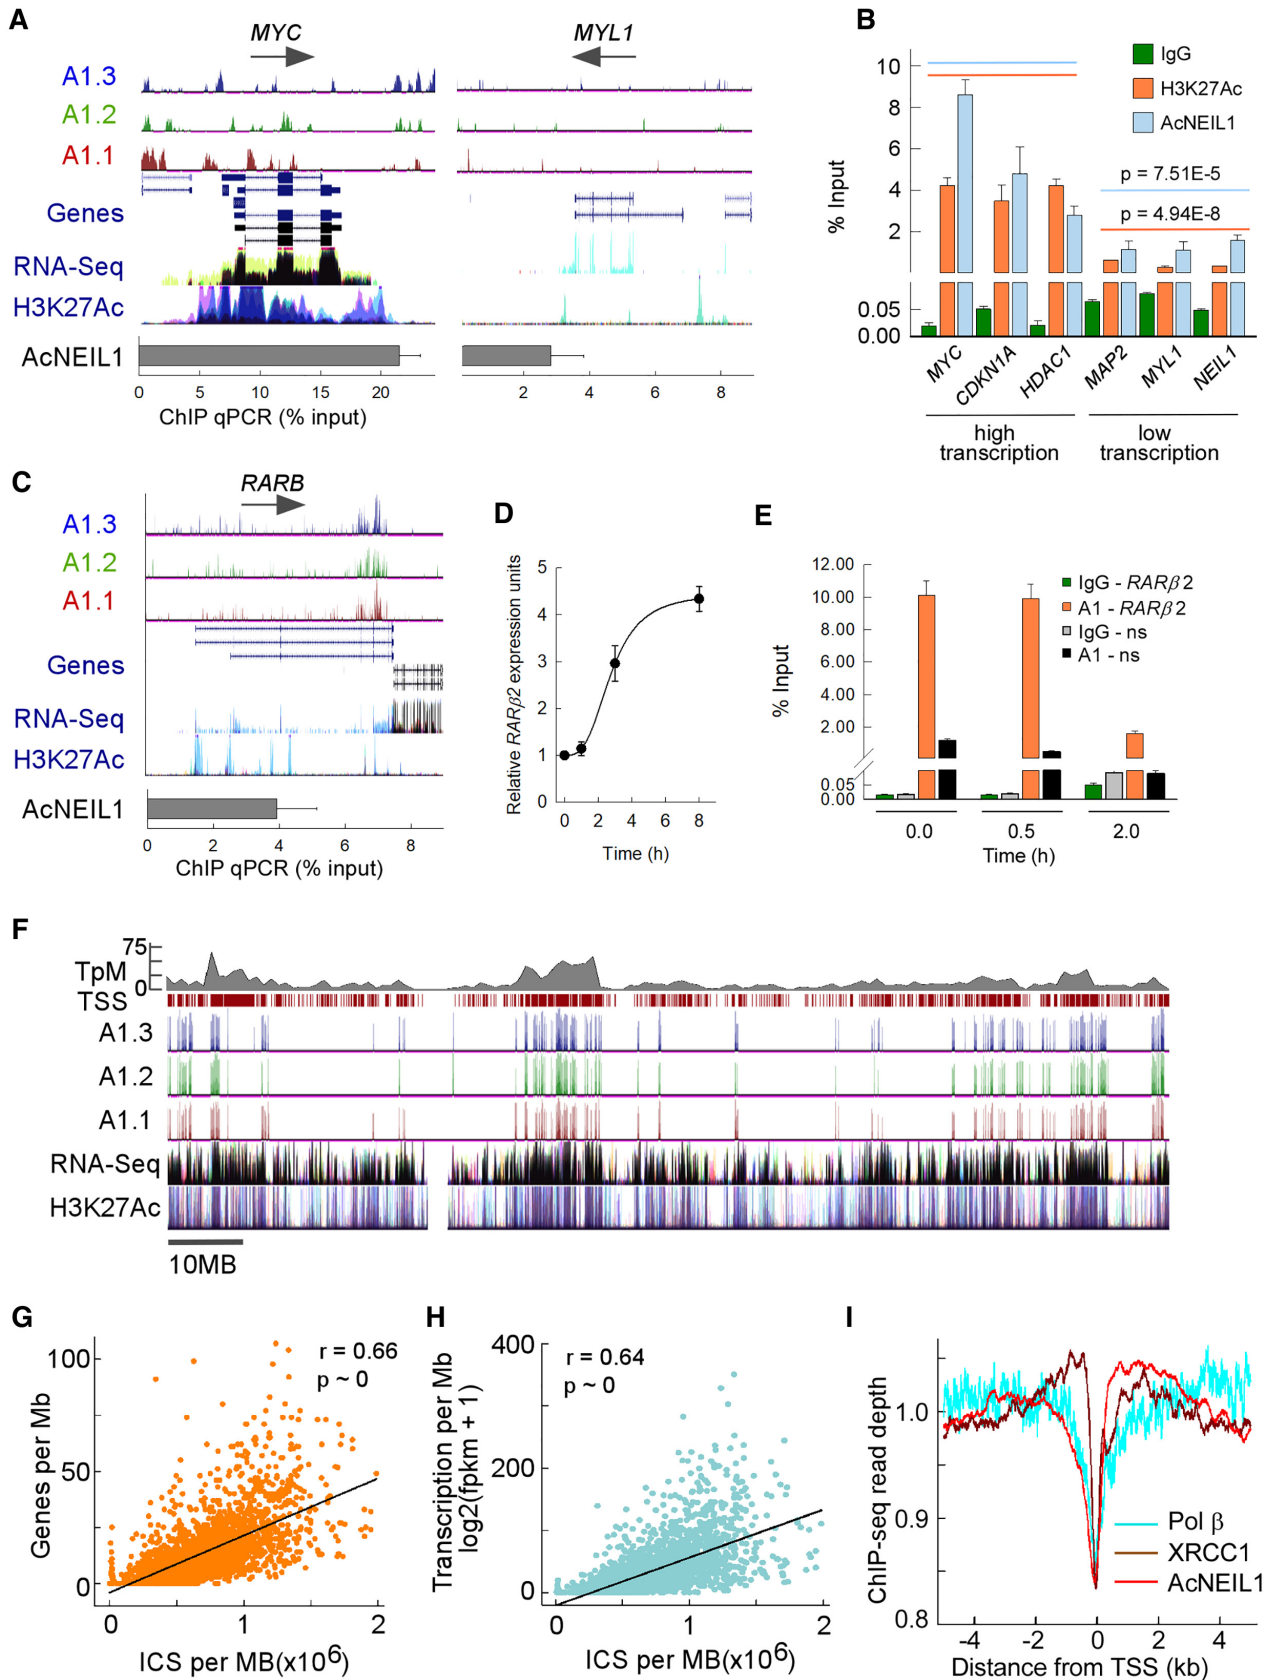 A
MYC
MYL1
A1.3
A1.2
A1.1
Genes
RNA-Seq
H3K27Ac
AcNEIL1
0 5 10 15 20
2 4 6 8
ChIP qPCR (% input)
B
IgG
H3K27Ac
AcNEIL1
% Input
10
8
6
4
2
0.05
0.00
p = 7.51E-5
p = 4.94E-8
MYC CDKN1A HDAC1 MAP2 MYL1 NEIL1
high transcription
low transcription
C
RARB
A1.3
A1.2
A1.1
Genes
RNA-Seq
H3K27Ac
AcNEIL1
0 2 4 6 8
ChIP qPCR (% input)
D
Relative RARβ2 expression units
5
4
3
2
1
0
0 2 4 6 8
Time (h)
E
% Input
12.00
10.00
8.00
6.00
4.00
2.00
0.05
0.00
IgG - RARβ2
A1 - RARβ2
IgG - ns
A1 - ns
0.0 0.5 2.0
Time (h)
F
75
TpM
0
TSS
A1.3
A1.2
A1.1
RNA-Seq
H3K27Ac
10MB
G
Genes per Mb
100
50
0
r = 0.66
p ~ 0
0 1 2
ICS per MB(x10⁶)
H
Transcription per Mb
log2(fpkm + 1)
400
200
0
r = 0.64
p ~ 0
0 1 2
ICS per MB(x10⁶)
I
ChIP-seq read depth
1.0
0.9
0.8
Pol β
XRCC1
AcNEIL1
-4 -2 0 2 4
Distance from TSS (kb)